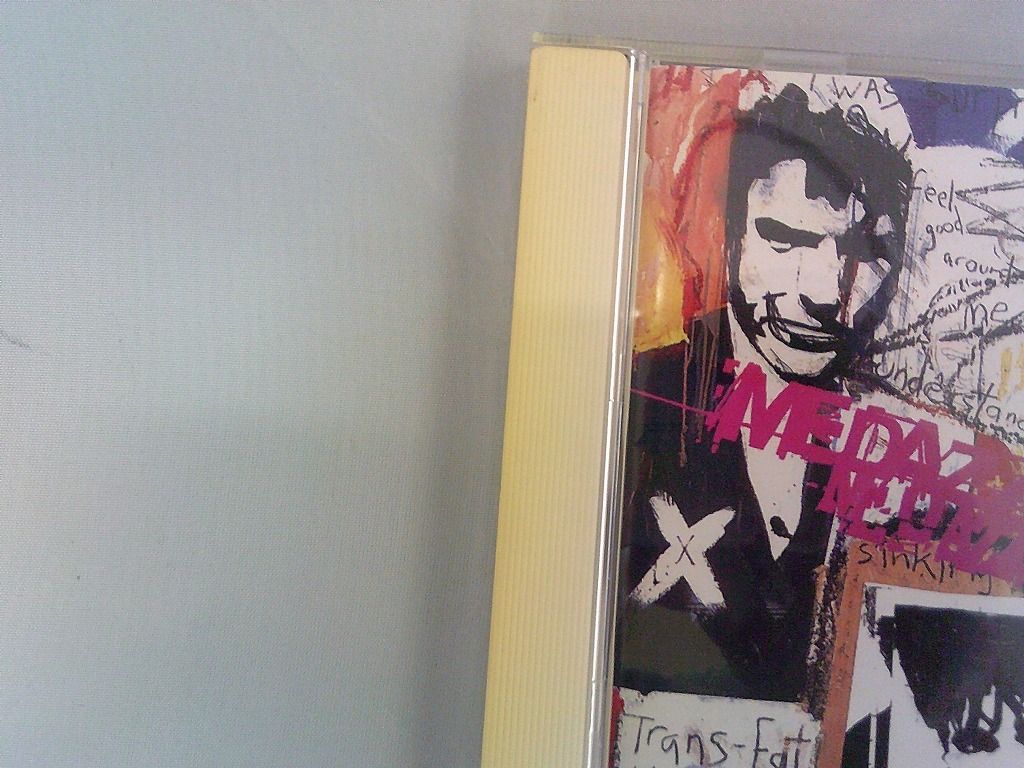 I WAS
feel
good
around
me
understand
MEDAZ
sinking
X
x
Trans-Fat